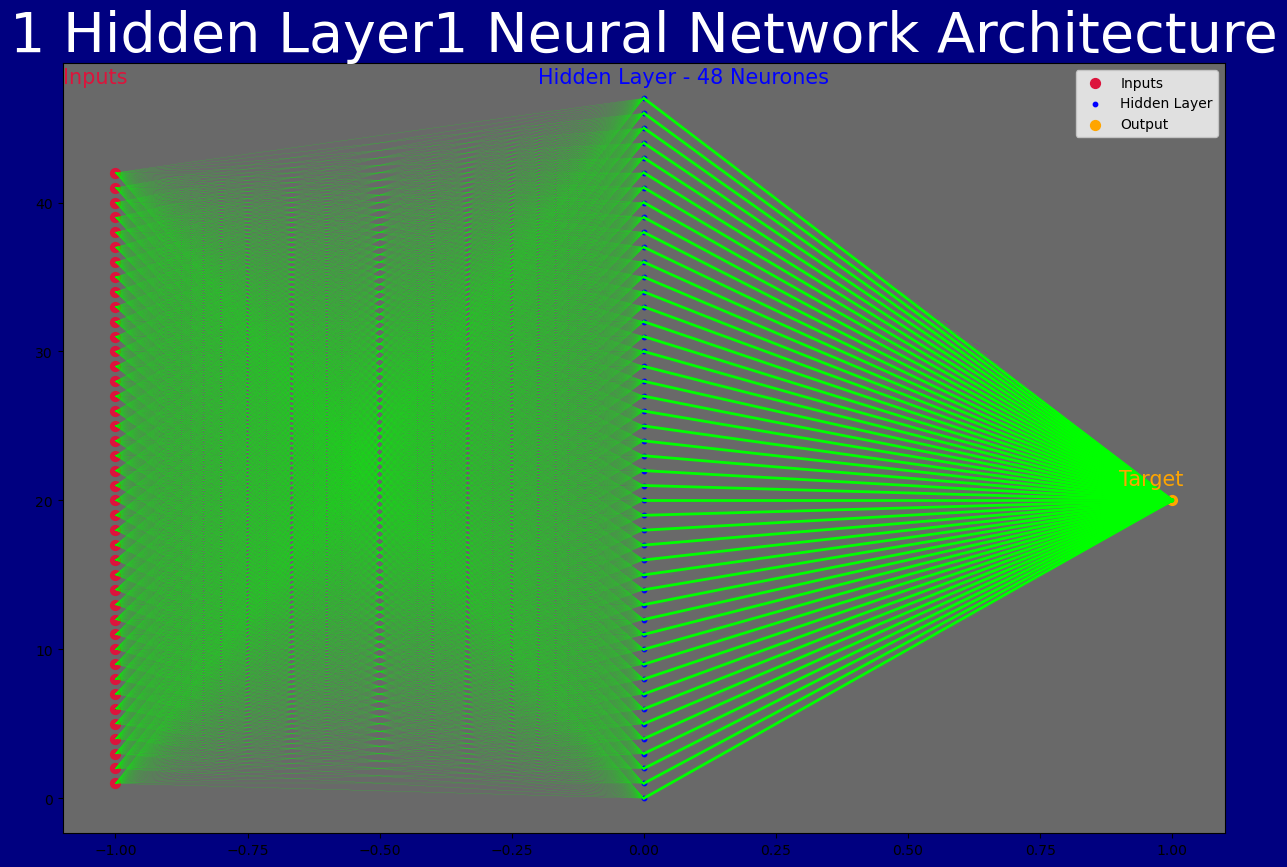 1 Hidden Layer1 Neural Network Architecture
Inputs
Hidden Layer - 48 Neurones
Inputs
Hidden Layer
Output
Target
40
30
20
10
0
−1.00
−0.75
−0.50
−0.25
0.00
0.25
0.50
0.75
1.00